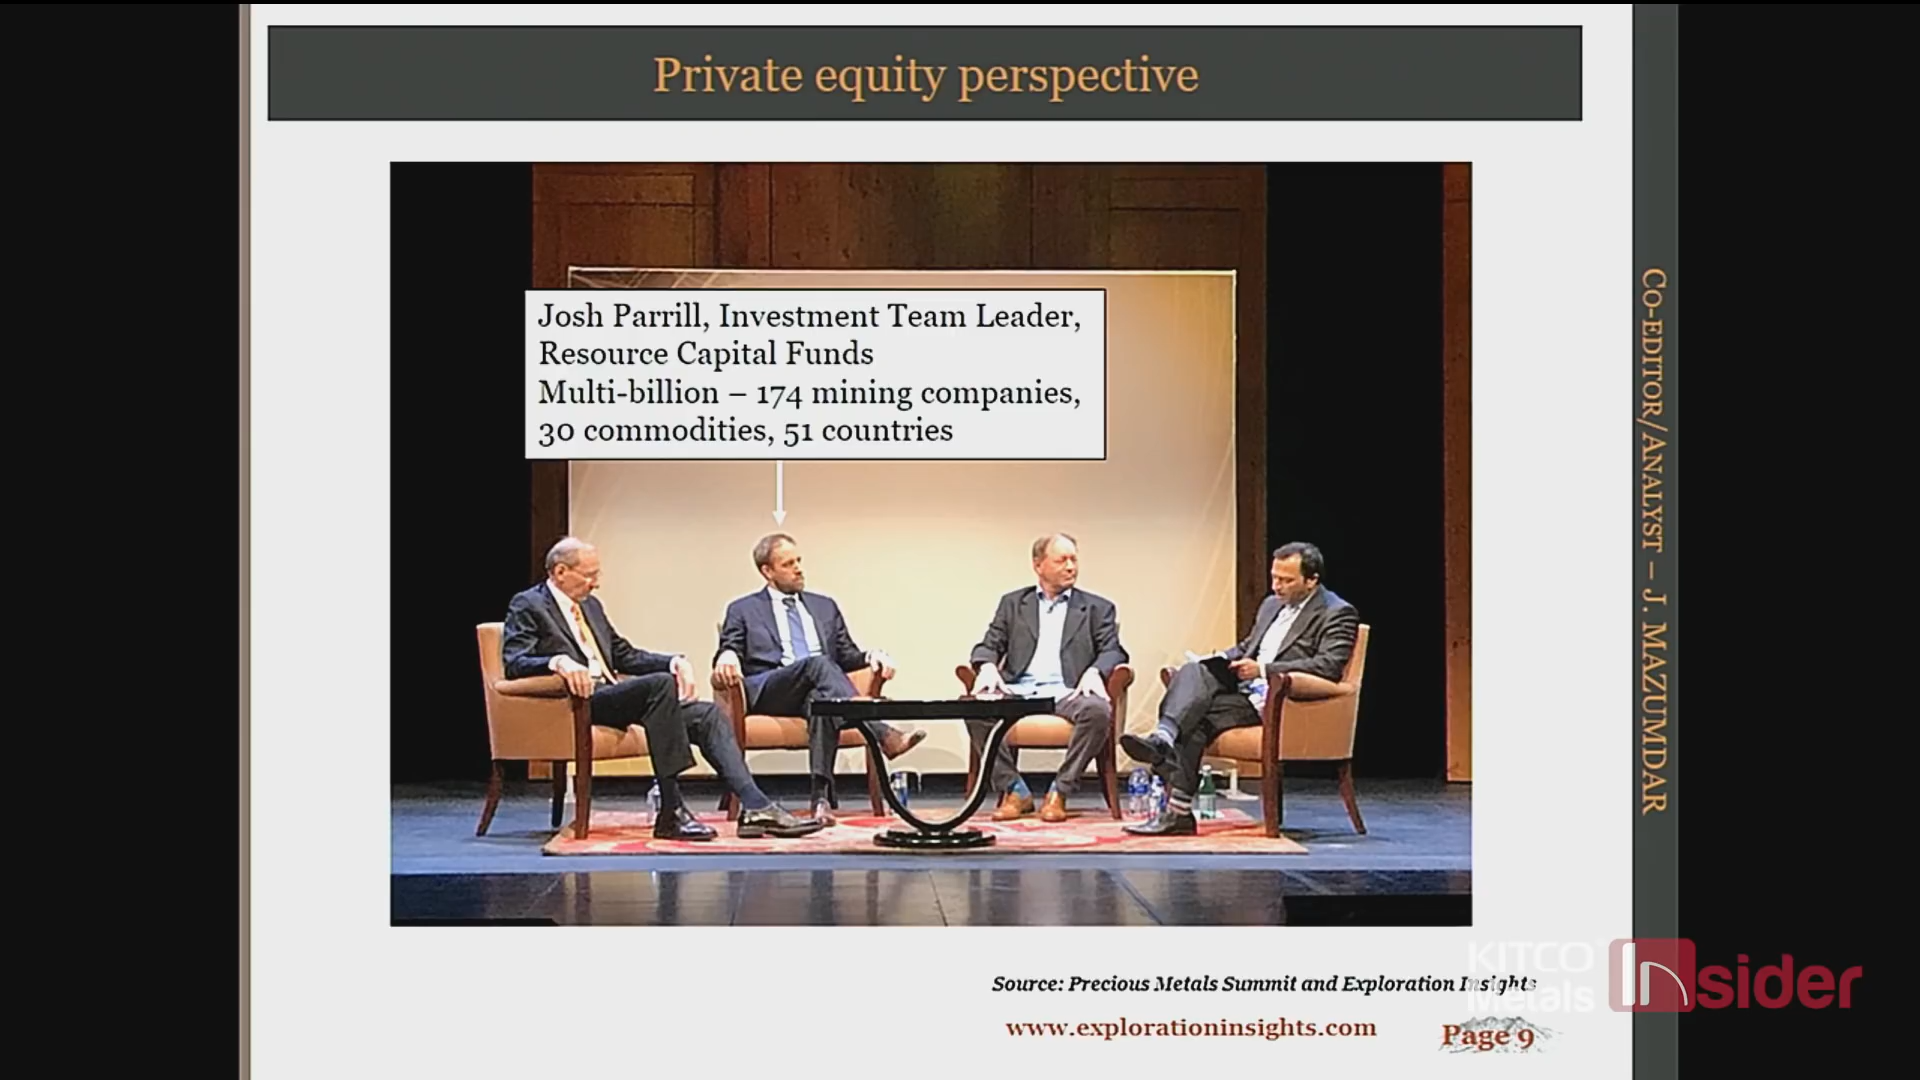 Private equity perspective
Josh Parrill, Investment Team Leader,
Resource Capital Funds
Multi-billion – 174 mining companies,
30 commodities, 51 countries
CO-EDITOR/ANALYST – J. MAZUMDAR
Source: Precious Metals Summit and Exploration Insights
www.explorationinsights.com
Page 9
KITCO
Metals
INsider